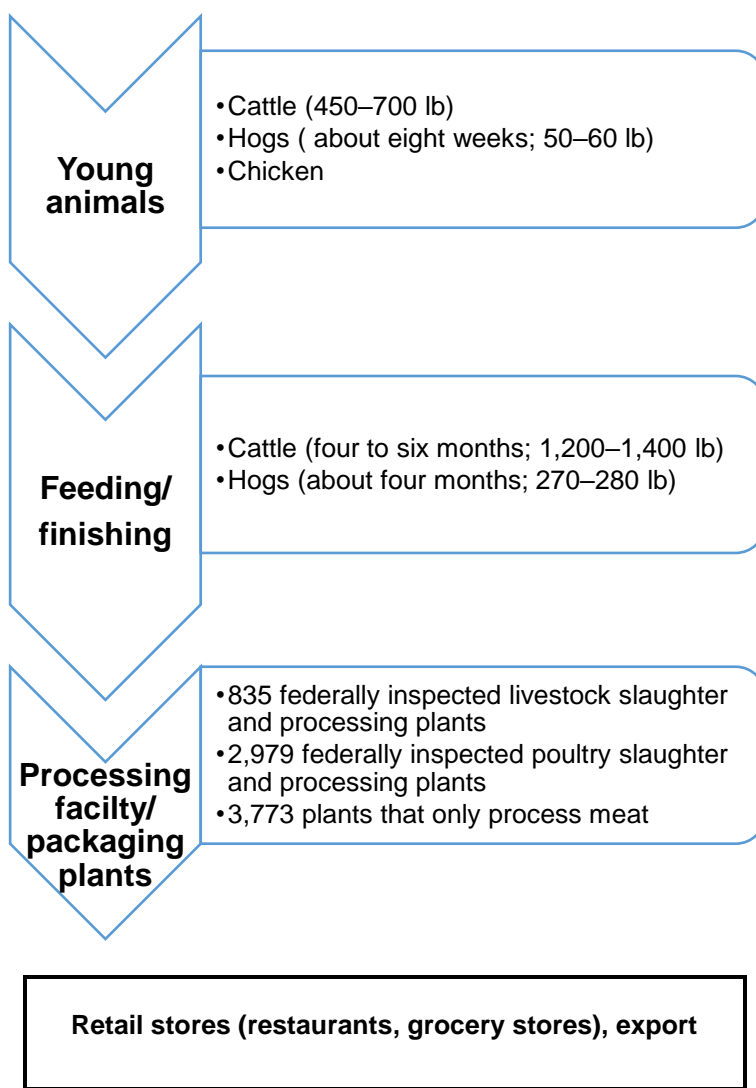 Young
animals
•Cattle (450–700 lb)
•Hogs ( about eight weeks; 50–60 lb)
•Chicken
Feeding/
finishing
•Cattle (four to six months; 1,200–1,400 lb)
•Hogs (about four months; 270–280 lb)
Processing
facilty/
packaging
plants
•835 federally inspected livestock slaughter
and processing plants
•2,979 federally inspected poultry slaughter
and processing plants
•3,773 plants that only process meat
Retail stores (restaurants, grocery stores), export